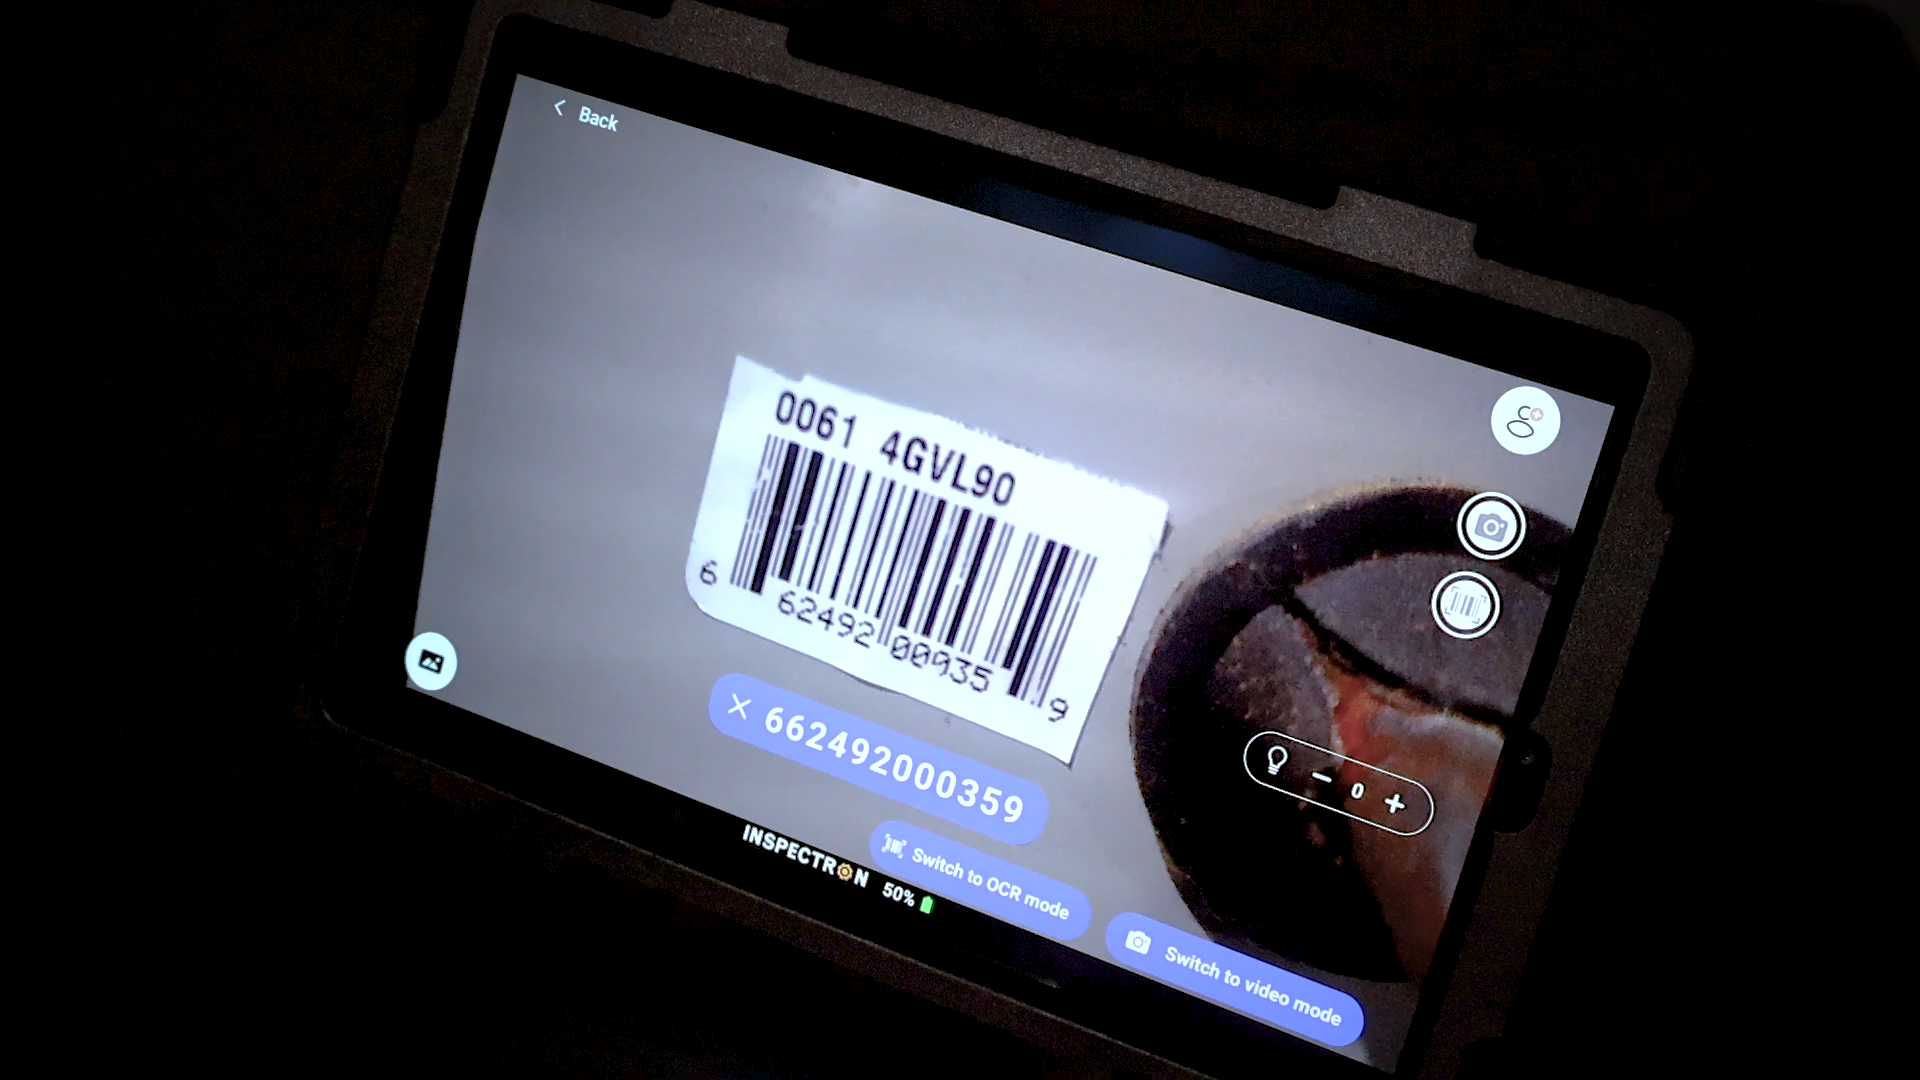 Back
0061 4GVL90
6 62492 00935 9
662492000359
INSPECTRON
50%
Switch to OCR mode
0
Switch to video mode